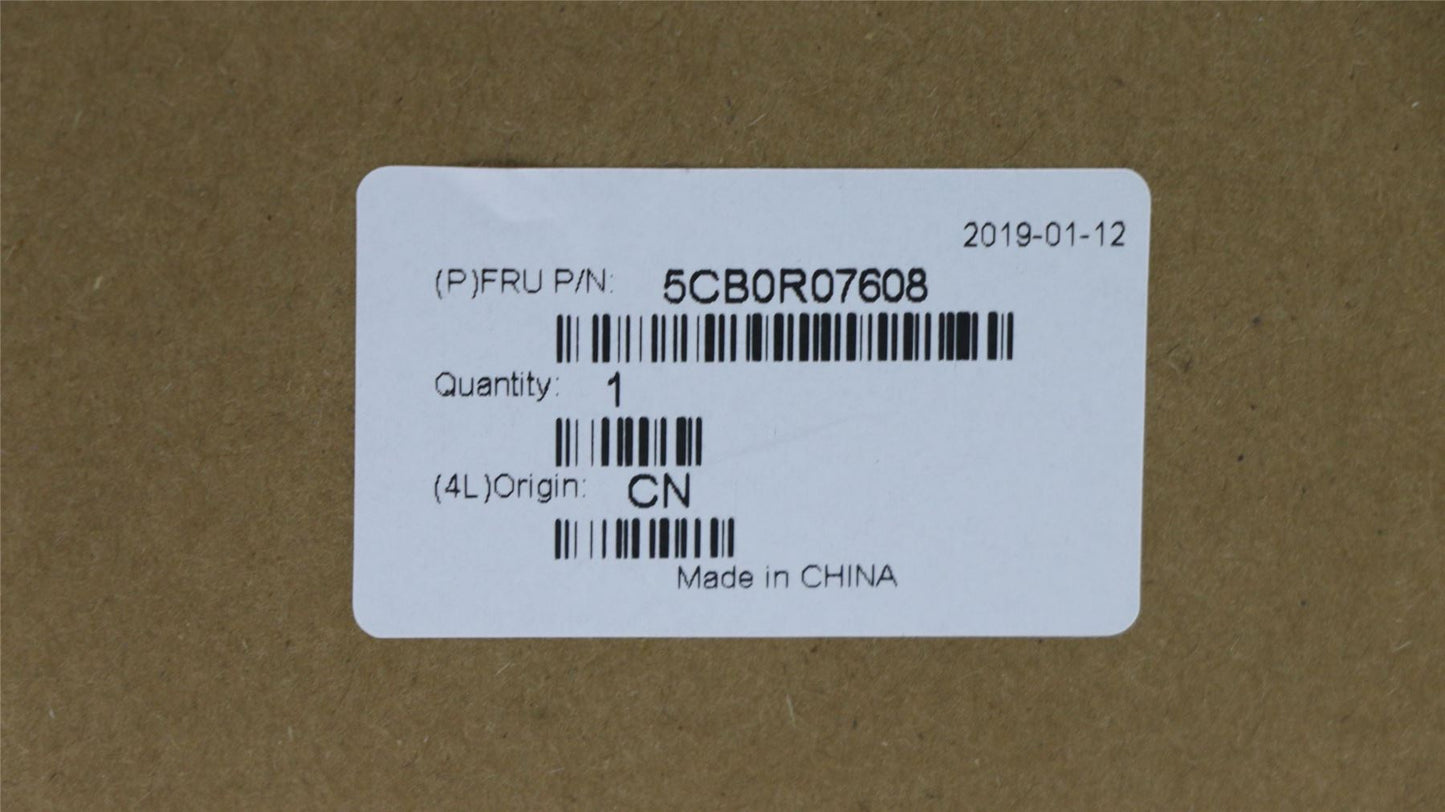 2019-01-12
(P)FRU P/N: 5CB0R07608
Quantity: 1
(4L)Origin: CN
Made in CHINA